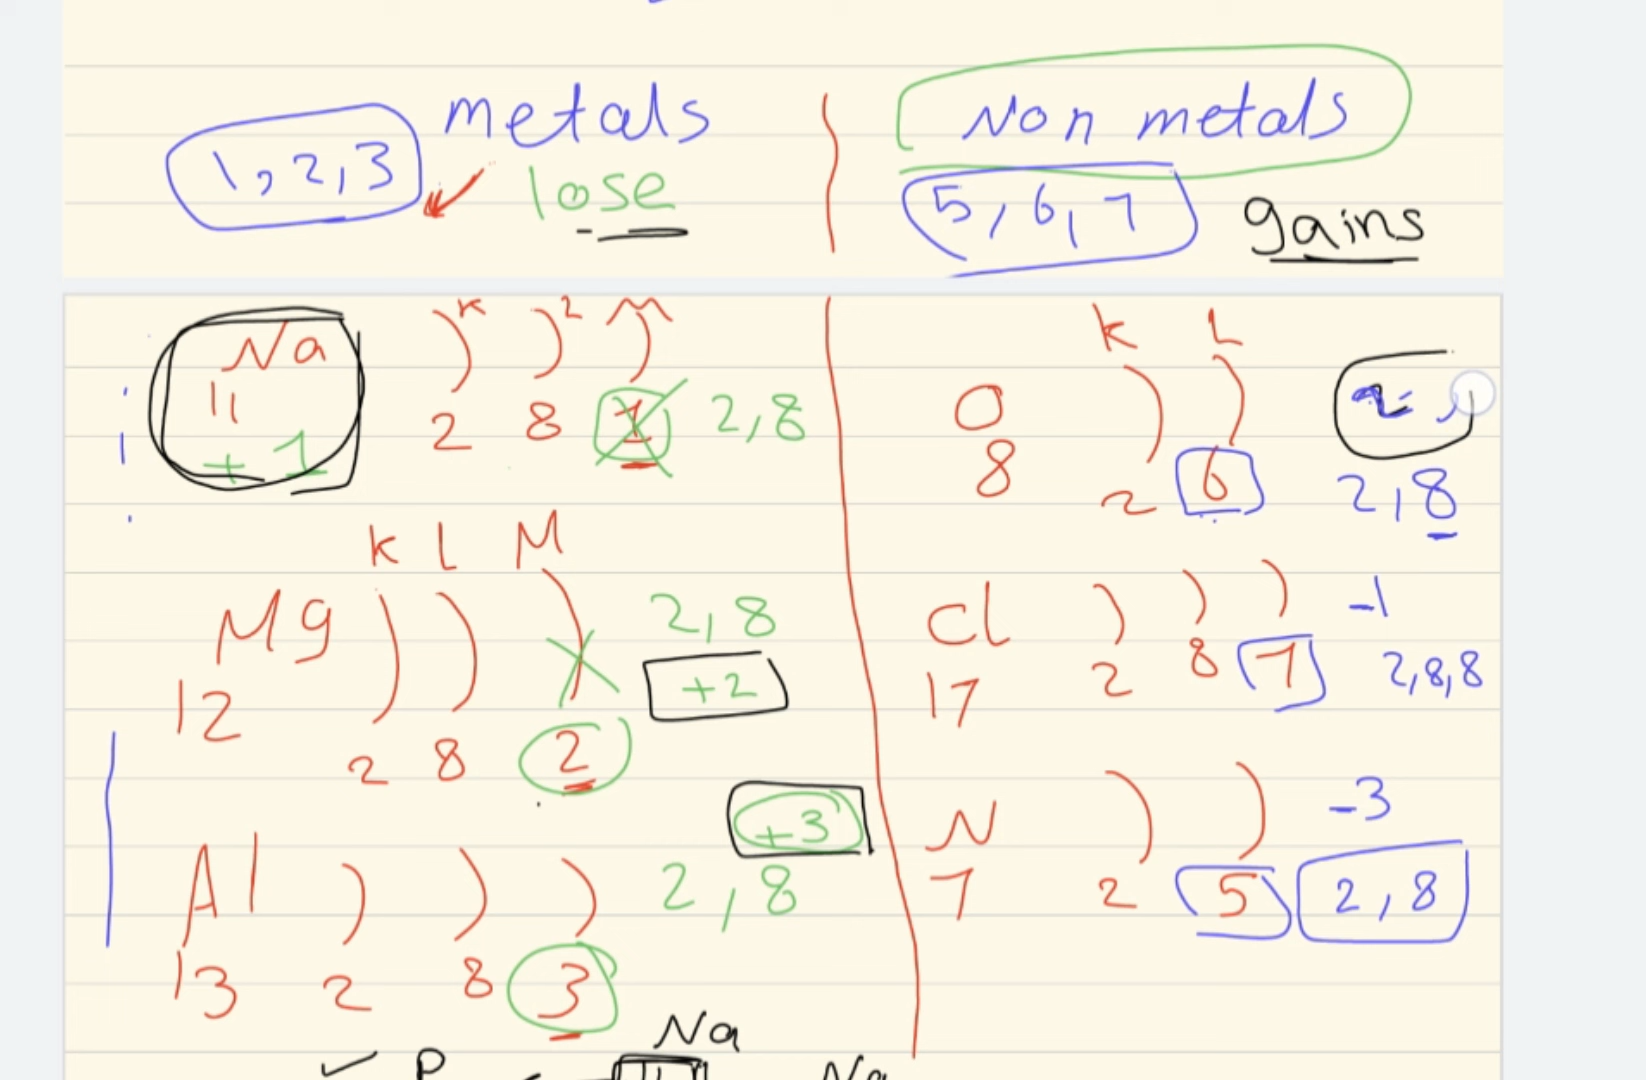 metals
1, 2, 3
lose
Non metals
5, 6, 7
gains
Na
11
+ 1
K 2 M
2 8 1
2, 8
K L M
Mg
12
2 8 2
2, 8
+2
Al
13
2 8 3
+3
2, 8
K L
O
8
2 6
2, 8
Cl
17
2 8 7
-1
2, 8, 8
N
7
2 5
-3
2, 8
Na
P
Na